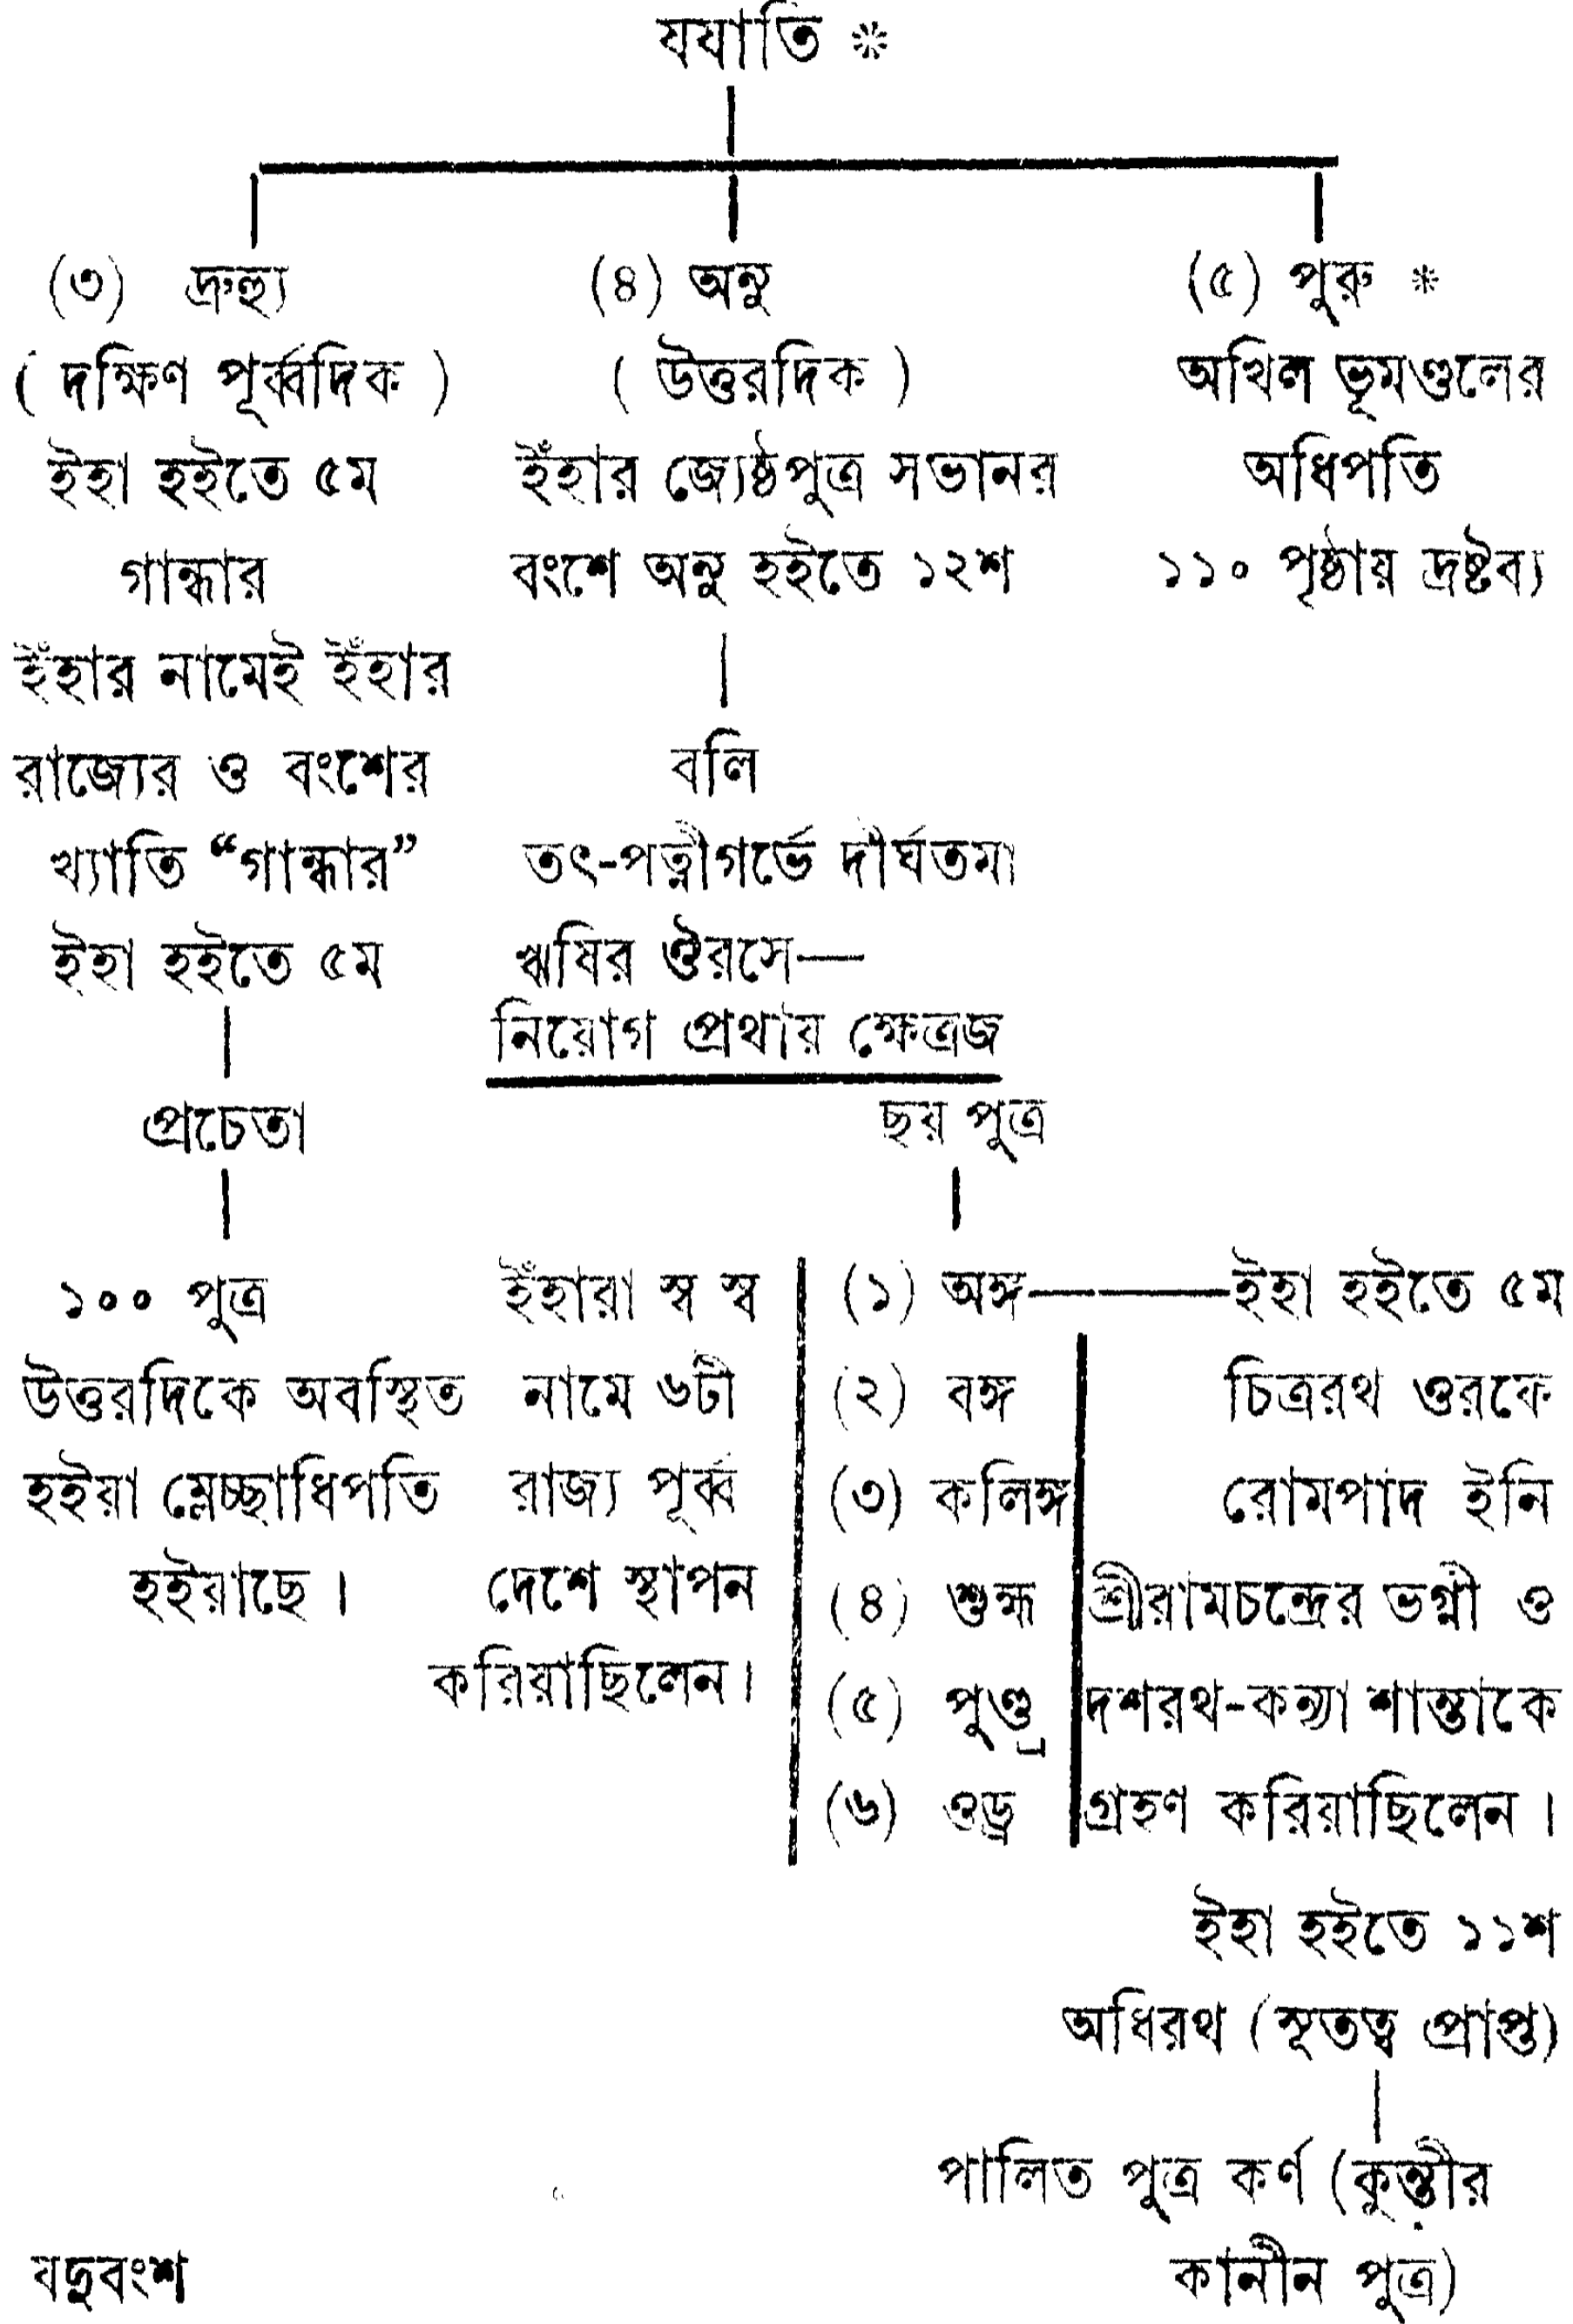 যযাতি *
(৩) দ্রুহ্যু
( দক্ষিণ পূর্ব্বদিক )
ইহা হইতে ৫ম
গান্ধার
ইঁহার নামেই ইঁহার
রাজ্যের ও বংশের
খ্যাতি “গান্ধার”
ইহা হইতে ৫ম
প্রচেতা
১০০ পুত্র
উত্তরদিকে অবস্থিত
হইয়া ম্লেচ্ছাধিপতি
হইয়াছে ।
(৪) অনু
( উত্তরদিক )
ইঁহার জ্যেষ্ঠপুত্র সভানর
বংশে অনু হইতে ১২শ
বলি
তৎ-পত্নীগর্ভে দীর্ঘতমা
ঋষির ঔরসে—
নিয়োগ প্রথায় ক্ষেত্রজ
ছয় পুত্র
ইঁহারা স্ব স্ব
নামে ৬টী
রাজ্য পূর্ব্ব
দেশে স্থাপন
করিয়াছিলেন।
(১) অঙ্গ———ইহা হইতে ৫ম
(২) বঙ্গ
(৩) কলিঙ্গ
(৪) শুহ্ম
(৫) পুণ্ড্র
(৬) ওড্র
চিত্ররথ ওরফে
রোমপাদ ইনি
শ্রীরামচন্দ্রের ভগ্নী ও
দশরথ-কন্যা শান্তাকে
গ্রহণ করিয়াছিলেন ।
ইহা হইতে ১১শ
অধিরথ (সূতত্ব প্রাপ্ত)
পালিত পুত্র কর্ণ (কুন্তীর
কানীন পুত্র)
(৫) পুরু *
অখিল ভূমণ্ডলের
অধিপতি
১১০ পৃষ্ঠায় দ্রষ্টব্য
যদুবংশ